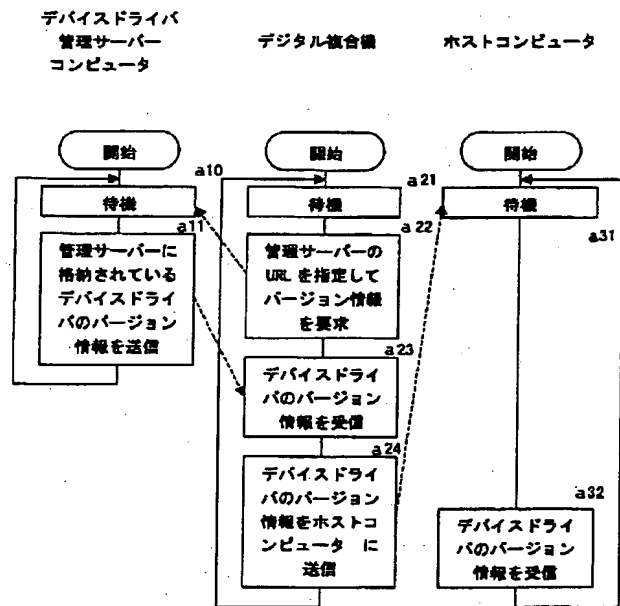 デバイスドライバ
管理サーバー
コンピュータ
デジタル複合機
ホストコンピュータ
開始
開始
開始
a10
待機
a21
待機
待機
a31
a11
管理サーバーに
格納されている
デバイスドライ
バのバージョン
情報を送信
a22
管理サーバーの
URLを指定して
バージョン情報
を要求
a23
デバイスドライ
バのバージョン
情報を受信
a24
デバイスドライ
バのバージョン
情報をホストコ
ンピュータ に
送信
a32
デバイスドライ
バのバージョン
情報を受信